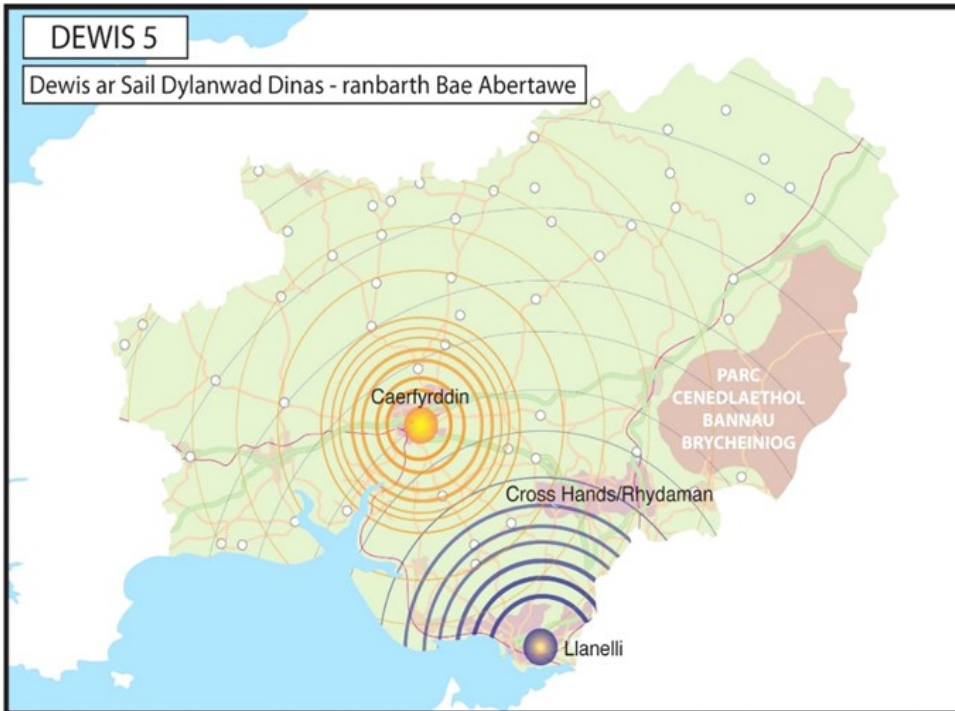 DEWIS 5
Dewis ar Sail Dylanwad Dinas - ranbarth Bae Abertawe
PARC
CENEDLAETHOL
BANNAU
BRYCHEINIOG
Caerfyrddin
Cross Hands/Rhydaman
Llanelli